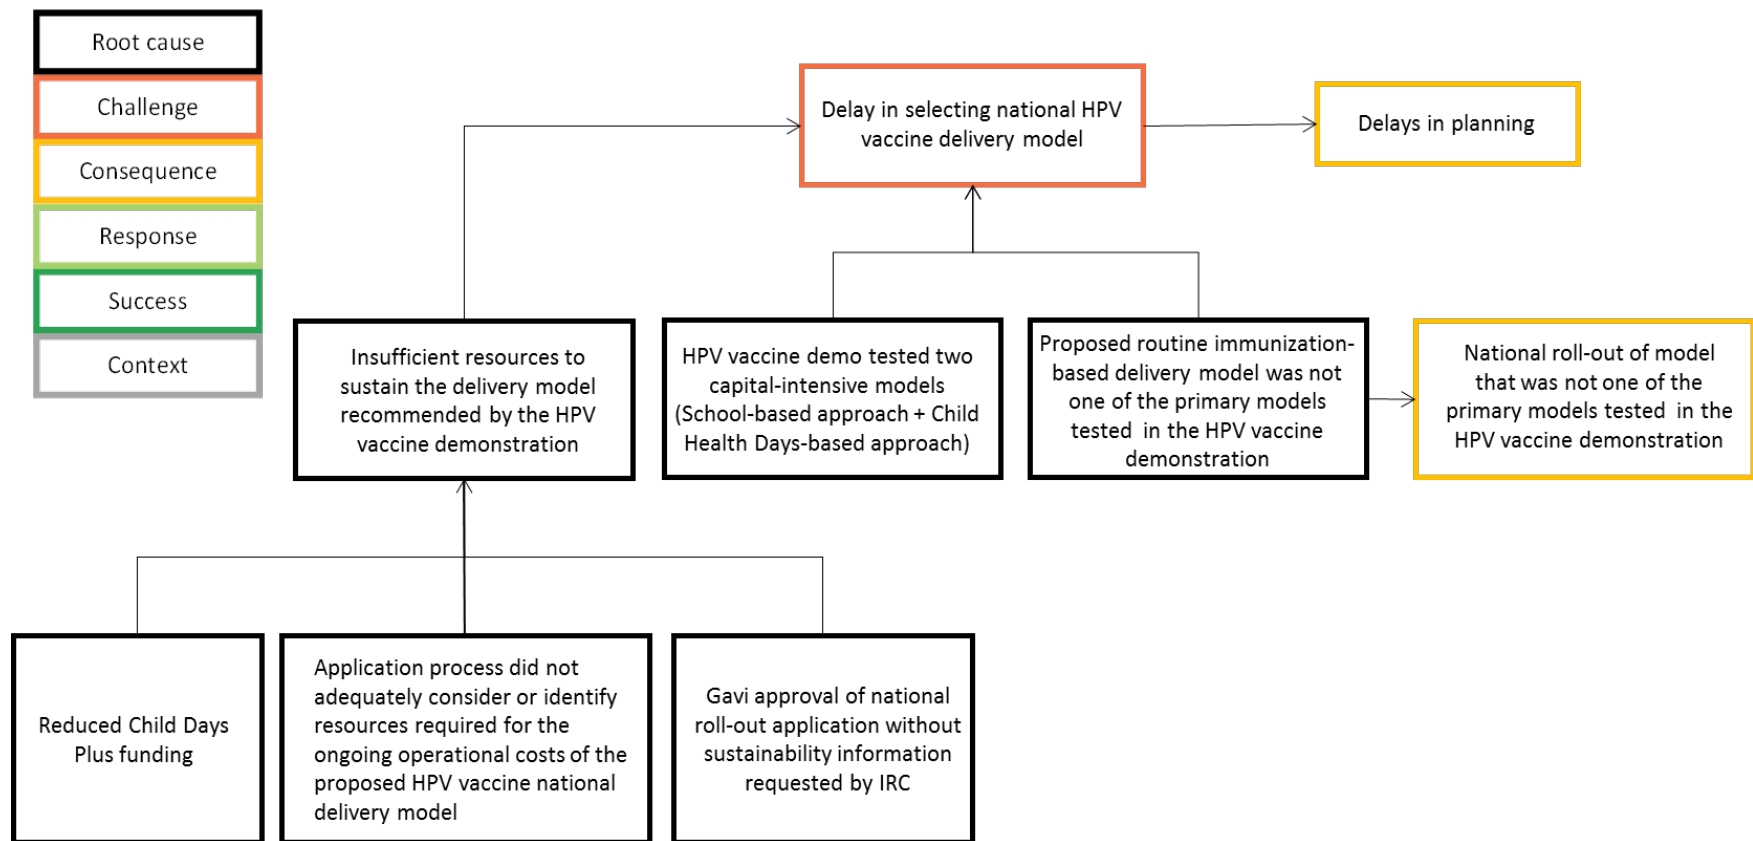 Root cause
Challenge
Consequence
Response
Success
Context
Delay in selecting national HPV
vaccine delivery model
Delays in planning
Insufficient resources to
sustain the delivery model
recommended by the HPV
vaccine demonstration
HPV vaccine demo tested two
capital-intensive models
(School-based approach + Child
Health Days-based approach)
Proposed routine immunization-
based delivery model was not
one of the primary models
tested in the HPV vaccine
demonstration
National roll-out of model
that was not one of the
primary models tested in the
HPV vaccine demonstration
Reduced Child Days
Plus funding
Application process did not
adequately consider or identify
resources required for the
ongoing operational costs of the
proposed HPV vaccine national
delivery model
Gavi approval of national
roll-out application without
sustainability information
requested by IRC